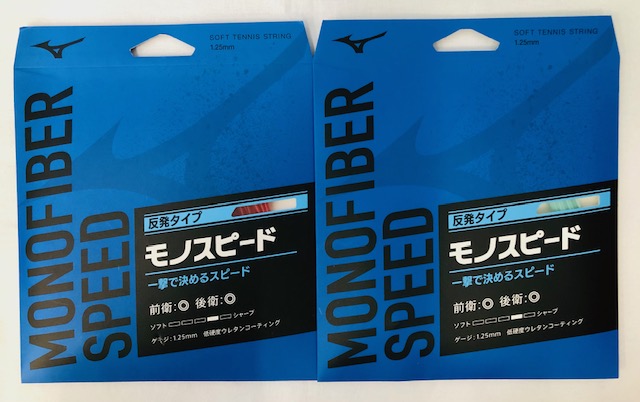 SOFT TENNIS STRING
1.25mm
MONOFIBER
SPEED
反発タイプ
モノスピード
一撃で決めるスピード
前衛:◎ 後衛:◎
ソフト シャープ
ゲージ:1.25mm 低硬度ウレタンコーティング
SOFT TENNIS STRING
1.25mm
MONOFIBER
SPEED
反発タイプ
モノスピード
一撃で決めるスピード
前衛:◎ 後衛:◎
ソフト シャープ
ゲージ:1.25mm 低硬度ウレタンコーティング